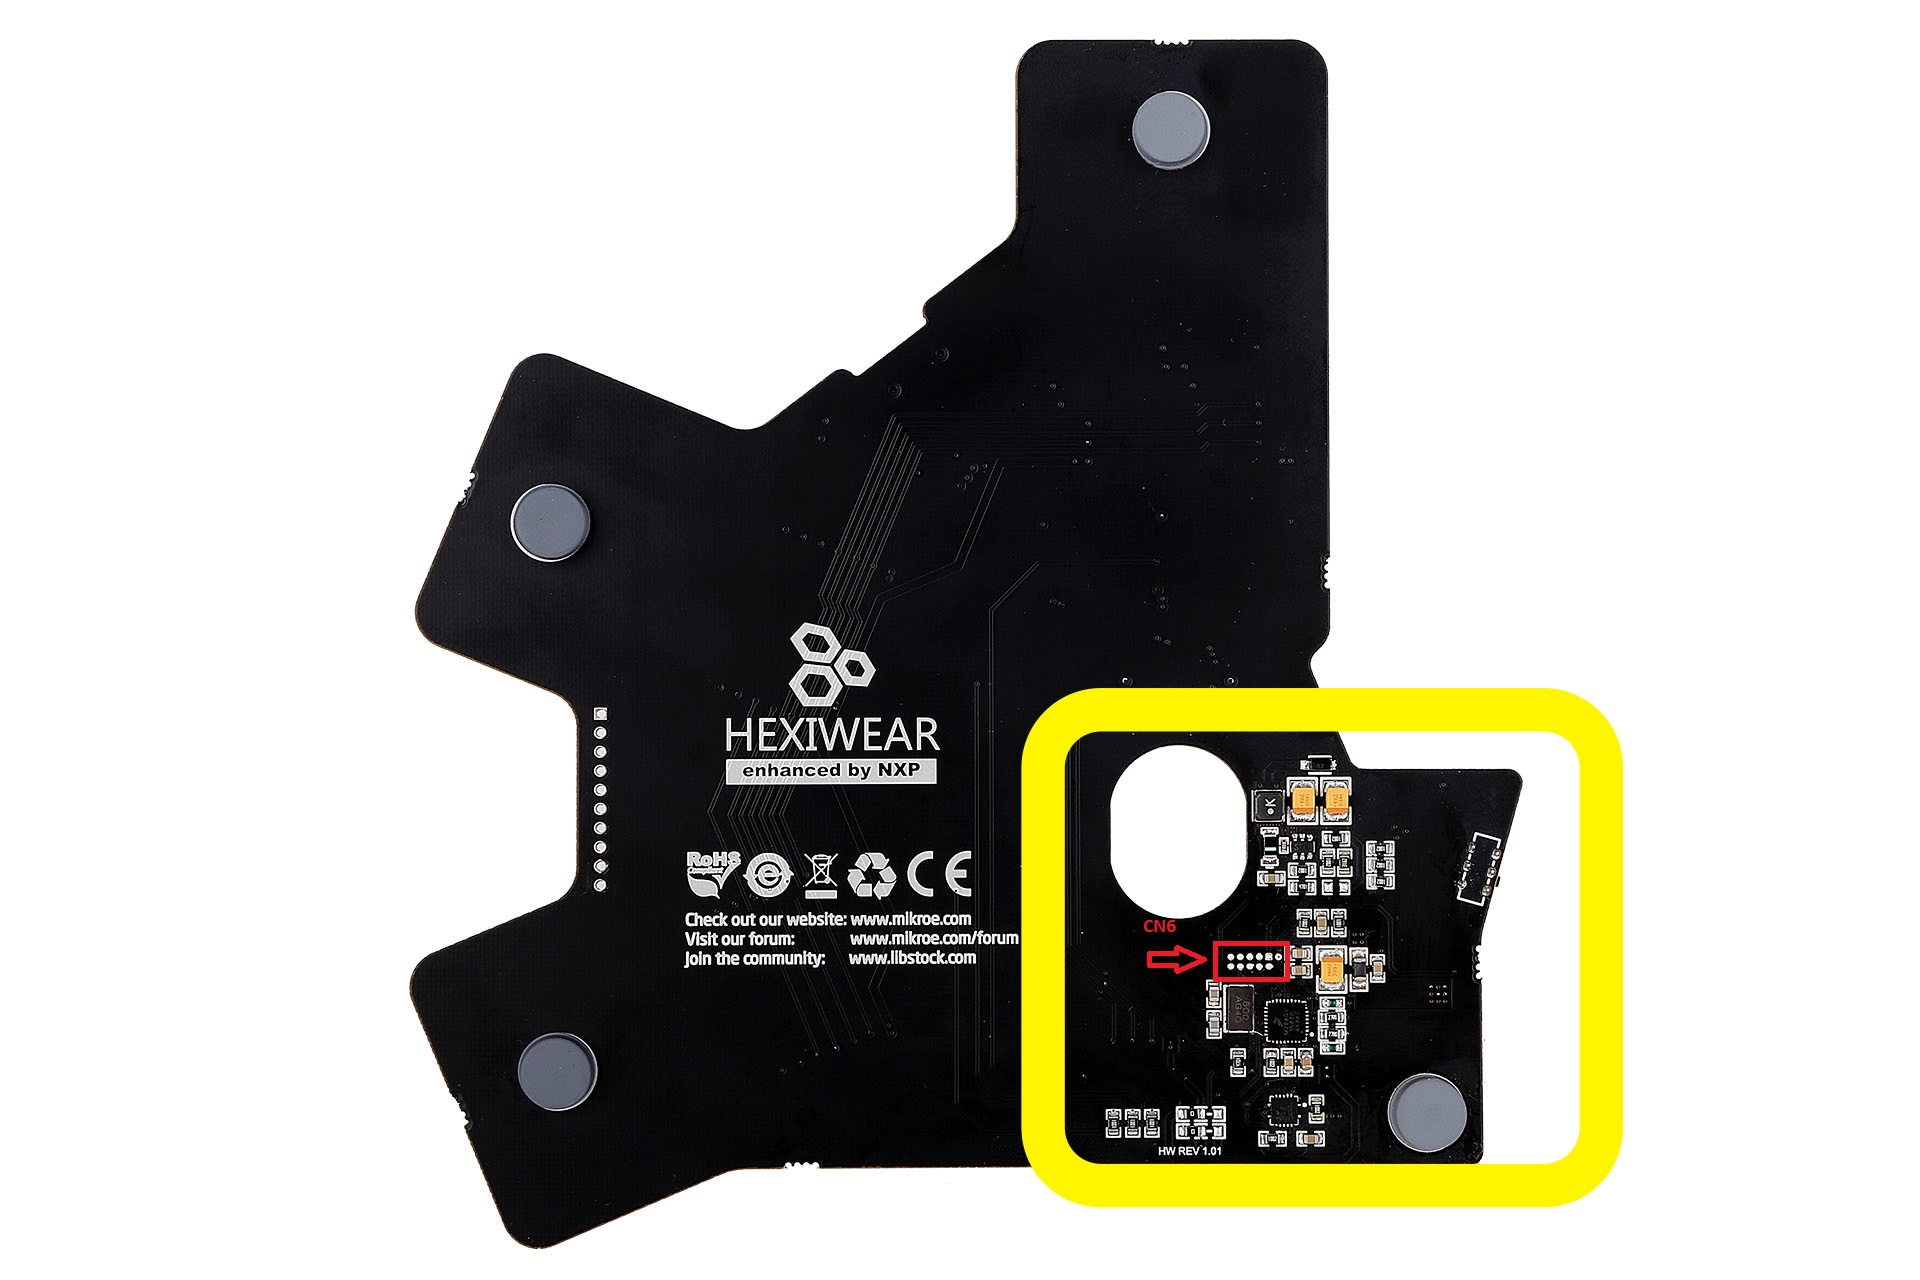 HEXIWEAR
enhanced by NXP
RoHS
Compliant
e
CE
Check out our website: www.mikroe.com
Visit our forum: www.mikroe.com/forum
Join the community: www.libstock.com
CN6
K
HW REV 1.01